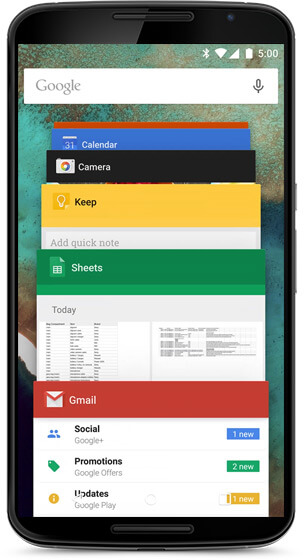 5:00
Google
31 Calendar
Camera
Keep
Add quick note
Sheets
Today
Gmail
Social
Google+
1 new
Promotions
Google Offers
2 new
Updates
Google Play
1 new